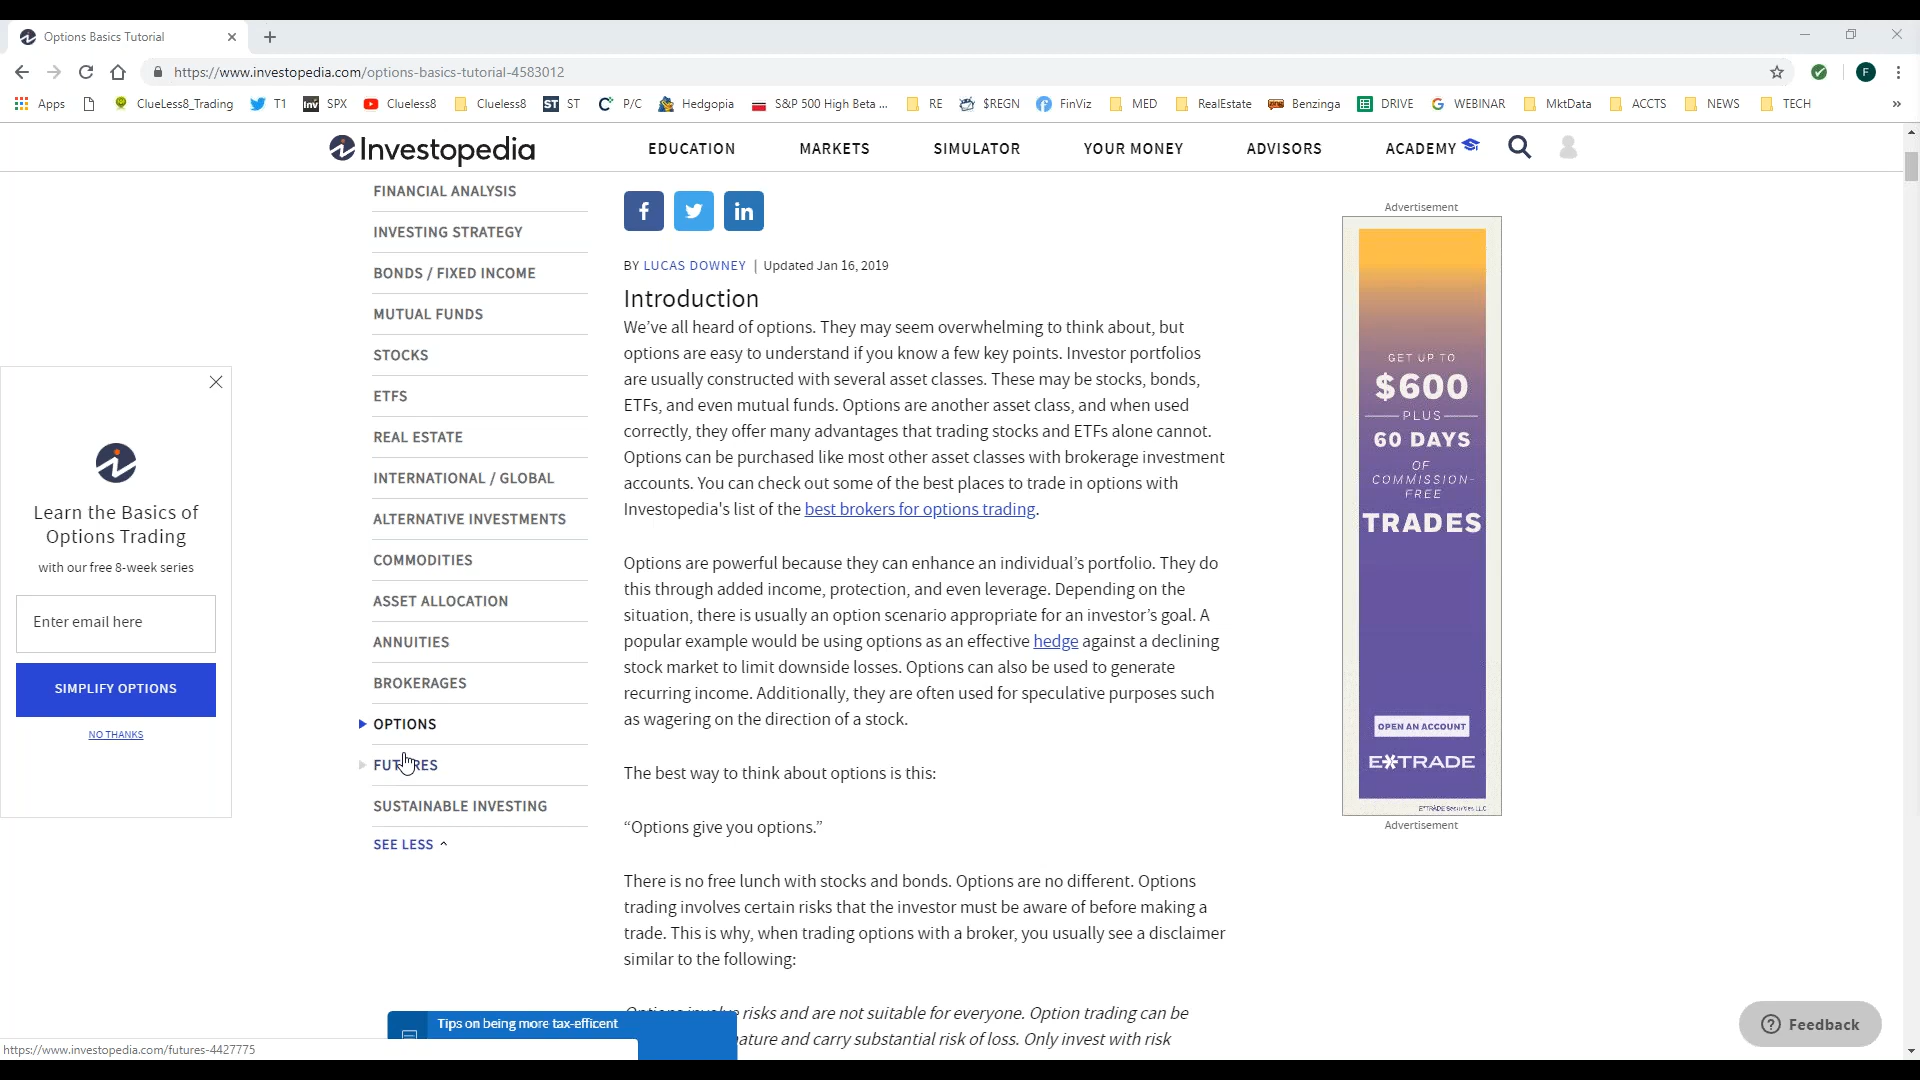 Options Basics Tutorial
https://www.investopedia.com/options-basics-tutorial-4583012
F
Apps ClueLess8_Trading T1 Inv SPX Clueless8 Clueless8 ST ST P/C Hedgopia S&P 500 High Beta ... RE $REGN FinViz MED RealEstate Benzinga DRIVE G WEBINAR MktData ACCTS NEWS TECH »
Investopedia EDUCATION MARKETS SIMULATOR YOUR MONEY ADVISORS ACADEMY
FINANCIAL ANALYSIS
INVESTING STRATEGY
BONDS / FIXED INCOME
MUTUAL FUNDS
STOCKS
ETFS
REAL ESTATE
INTERNATIONAL / GLOBAL
ALTERNATIVE INVESTMENTS
COMMODITIES
ASSET ALLOCATION
ANNUITIES
BROKERAGES
OPTIONS
FUTURES
SUSTAINABLE INVESTING
SEE LESS
f in
BY LUCAS DOWNEY | Updated Jan 16, 2019
Introduction
We’ve all heard of options. They may seem overwhelming to think about, but
options are easy to understand if you know a few key points. Investor portfolios
are usually constructed with several asset classes. These may be stocks, bonds,
ETFs, and even mutual funds. Options are another asset class, and when used
correctly, they offer many advantages that trading stocks and ETFs alone cannot.
Options can be purchased like most other asset classes with brokerage investment
accounts. You can check out some of the best places to trade in options with
Investopedia's list of the best brokers for options trading.
Options are powerful because they can enhance an individual’s portfolio. They do
this through added income, protection, and even leverage. Depending on the
situation, there is usually an option scenario appropriate for an investor’s goal. A
popular example would be using options as an effective hedge against a declining
stock market to limit downside losses. Options can also be used to generate
recurring income. Additionally, they are often used for speculative purposes such
as wagering on the direction of a stock.
The best way to think about options is this:
“Options give you options.”
There is no free lunch with stocks and bonds. Options are no different. Options
trading involves certain risks that the investor must be aware of before making a
trade. This is why, when trading options with a broker, you usually see a disclaimer
similar to the following:
risks and are not suitable for everyone. Option trading can be
and carry substantial risk of loss. Only invest with risk
Learn the Basics of
Options Trading
with our free 8-week series
Enter email here
SIMPLIFY OPTIONS
NO THANKS
Advertisement
GET UP TO
$600
PLUS
60 DAYS
OF
COMMISSION-
FREE
TRADES
OPEN AN ACCOUNT
E*TRADE
E*TRADE Securities LLC
Advertisement
Tips on being more tax-efficent
Feedback
https://www.investopedia.com/futures-4427775